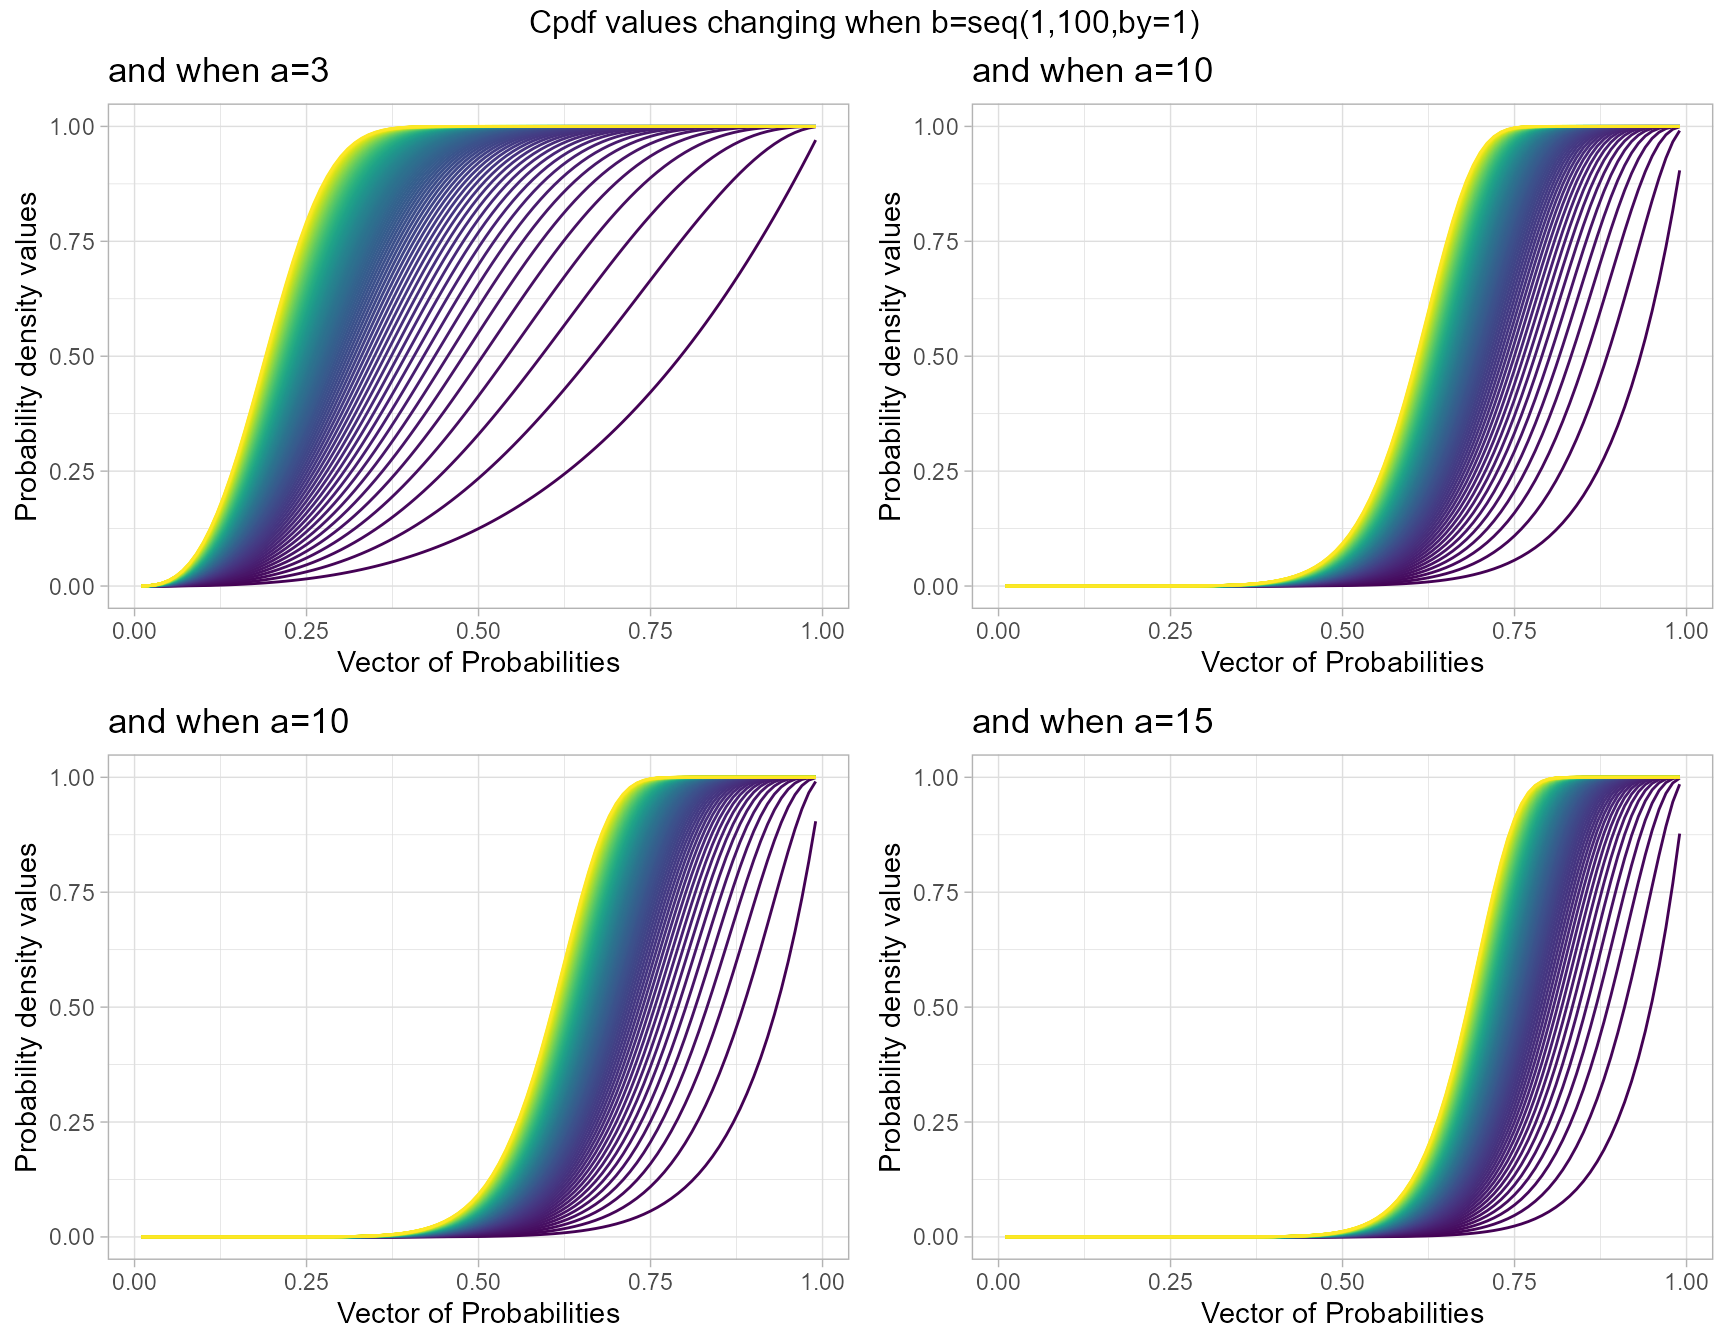 Cpdf values changing when b=seq(1,100,by=1)
and when a=3
Probability density values
1.00
0.75
0.50
0.25
0.00
0.00 0.25 0.50 0.75 1.00
Vector of Probabilities
and when a=10
Probability density values
1.00
0.75
0.50
0.25
0.00
0.00 0.25 0.50 0.75 1.00
Vector of Probabilities
and when a=10
Probability density values
1.00
0.75
0.50
0.25
0.00
0.00 0.25 0.50 0.75 1.00
Vector of Probabilities
and when a=15
Probability density values
1.00
0.75
0.50
0.25
0.00
0.00 0.25 0.50 0.75 1.00
Vector of Probabilities